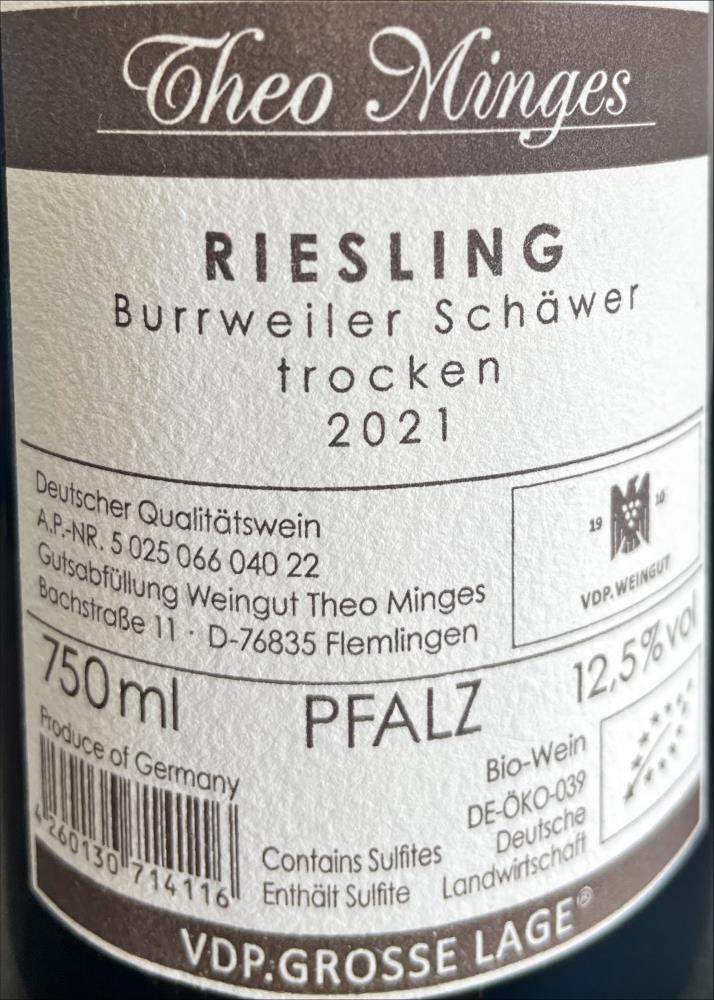 Theo Minges
RIESLING
Burrweiler Schäwer
trocken
2021
Deutscher Qualitätswein
A.P.-NR. 5 025 066 040 22
Gutsabfüllung Weingut Theo Minges
Bachstraße 11 · D-76835 Flemlingen
19 10
VDP.WEINGUT
750 ml PFALZ 12,5%vol
Produce of Germany
4 260130 714116
Bio-Wein
DE-ÖKO-039
Deutsche
Landwirtschaft
Contains Sulfites
Enthält Sulfite
VDP.GROSSE LAGE®